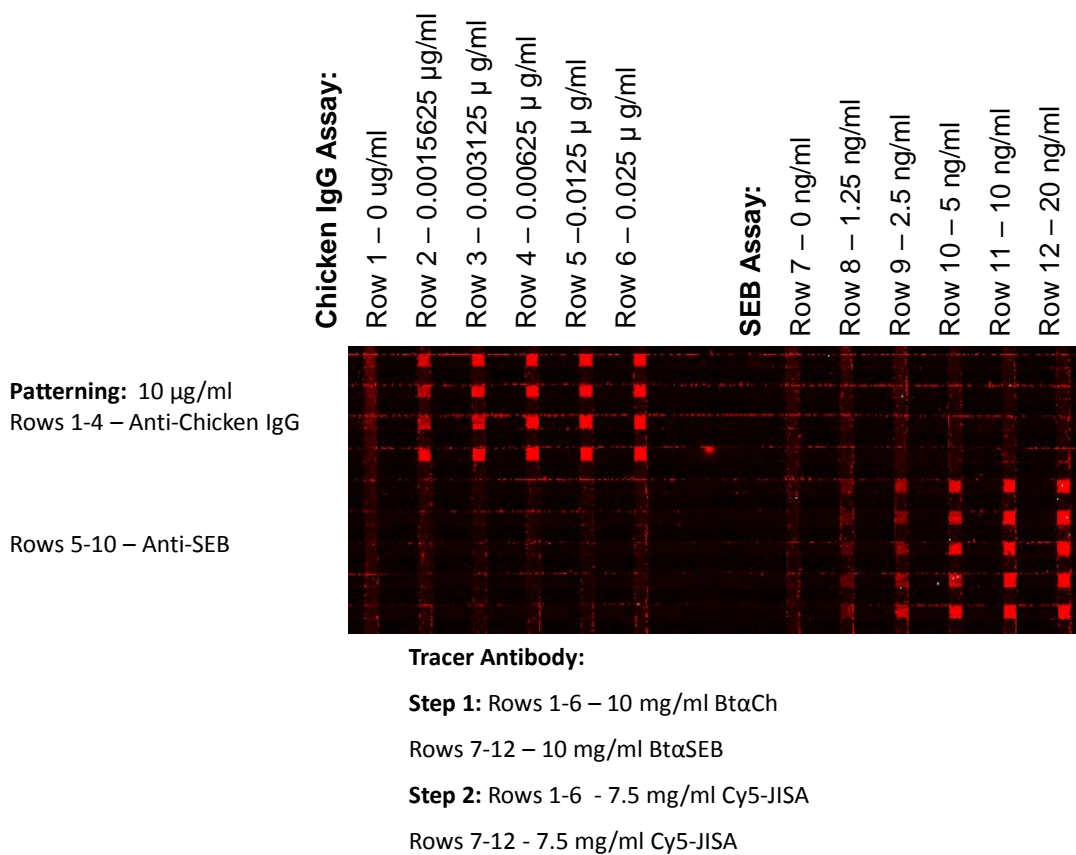 Chicken IgG Assay:
Row 1 – 0 ug/ml
Row 2 – 0.0015625 µg/ml
Row 3 – 0.003125 µ g/ml
Row 4 – 0.00625 µ g/ml
Row 5 –0.0125 µ g/ml
Row 6 – 0.025 µ g/ml
SEB Assay:
Row 7 – 0 ng/ml
Row 8 – 1.25 ng/ml
Row 9 – 2.5 ng/ml
Row 10 – 5 ng/ml
Row 11 – 10 ng/ml
Row 12 – 20 ng/ml
Patterning: 10 µg/ml
Rows 1-4 – Anti-Chicken IgG
Rows 5-10 – Anti-SEB
Tracer Antibody:
Step 1: Rows 1-6 – 10 mg/ml BtαCh
Rows 7-12 – 10 mg/ml BtαSEB
Step 2: Rows 1-6 - 7.5 mg/ml Cy5-JISA
Rows 7-12 - 7.5 mg/ml Cy5-JISA